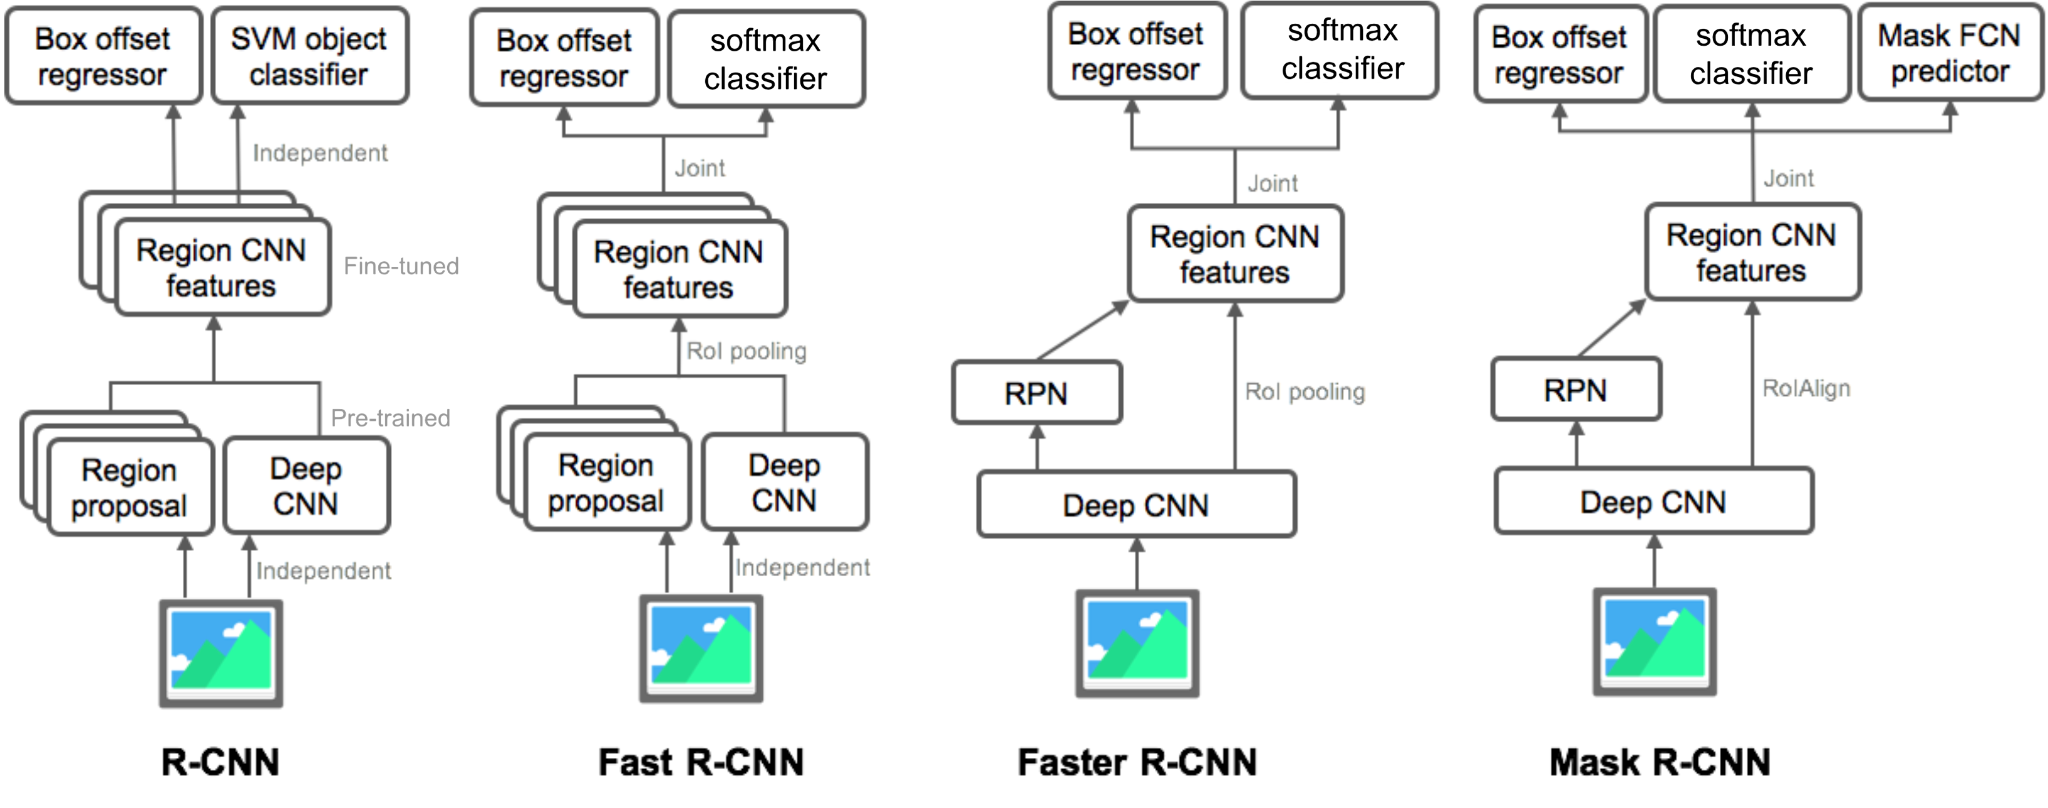 Box offset
regressor
SVM object
classifier
Independent
Region CNN
features
Fine-tuned
Pre-trained
Region
proposal
Deep
CNN
Independent
R-CNN
Box offset
regressor
softmax
classifier
Joint
Region CNN
features
RoI pooling
Region
proposal
Deep
CNN
Independent
Fast R-CNN
Box offset
regressor
softmax
classifier
Joint
Region CNN
features
RPN
RoI pooling
Deep CNN
Faster R-CNN
Box offset
regressor
softmax
classifier
Mask FCN
predictor
Joint
Region CNN
features
RPN
RoIAlign
Deep CNN
Mask R-CNN